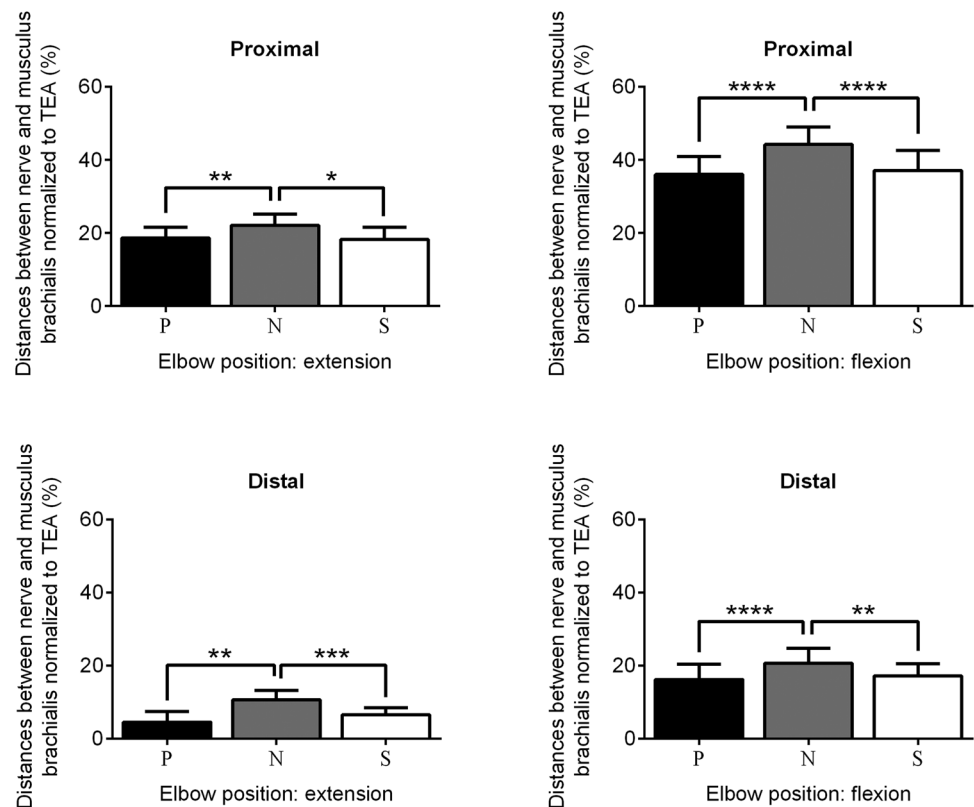 Proximal
Distances between nerve and musculus
brachialis normalized to TEA (%)
60
40
20
0
** *
P N S
Elbow position: extension
Proximal
Distances between nerve and musculus
brachialis normalized to TEA (%)
60
40
20
0
**** ****
P N S
Elbow position: flexion
Distal
Distances between nerve and musculus
brachialis normalized to TEA (%)
60
40
20
0
** ***
P N S
Elbow position: extension
Distal
Distances between nerve and musculus
brachialis normalized to TEA (%)
60
40
20
0
**** **
P N S
Elbow position: flexion